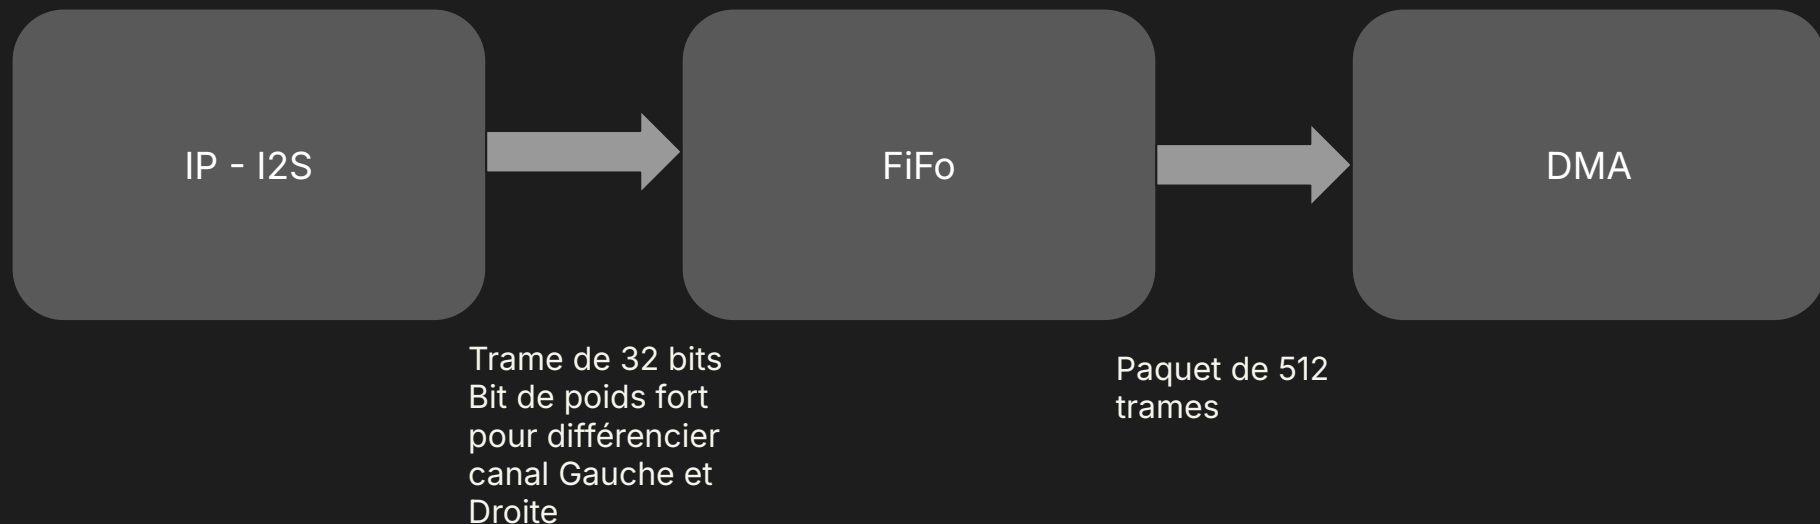 IP - I2S
FiFo
DMA
Trame de 32 bits
Bit de poids fort
pour différencier
canal Gauche et
Droite
Paquet de 512
trames